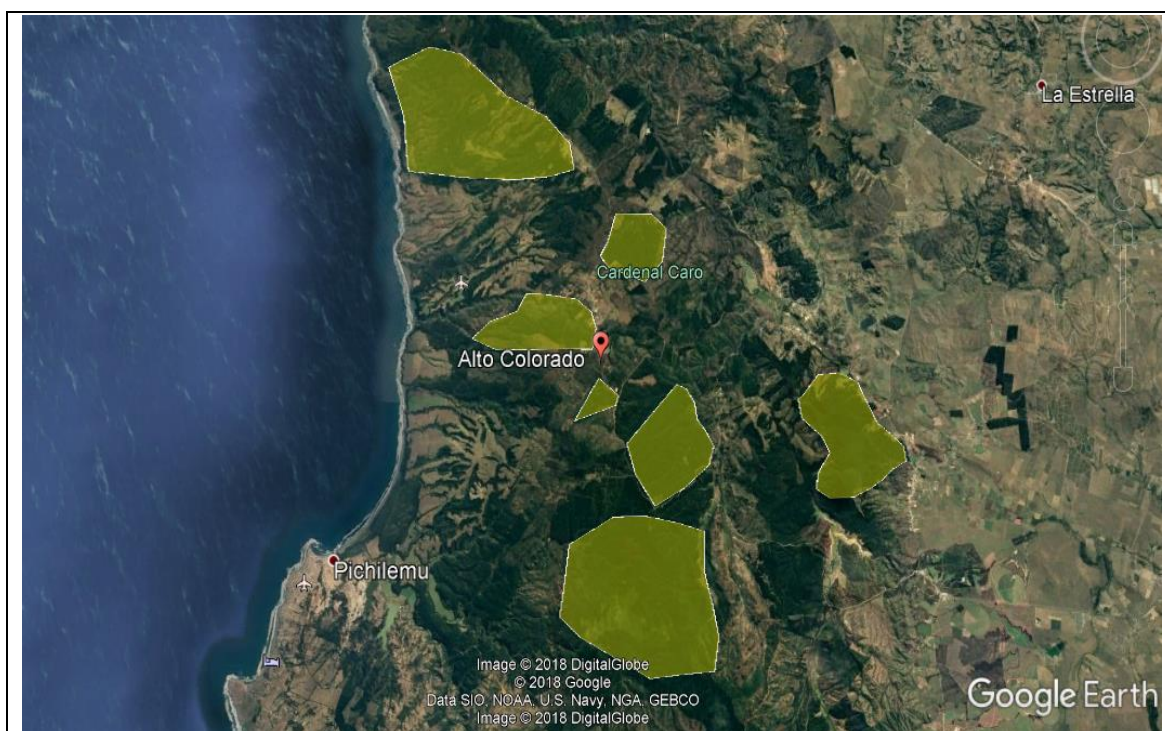 La Estrella
Cardenal Caro
Alto Colorado
Pichilemu
Image © 2018 DigitalGlobe
© 2018 Google
Data SIO, NOAA, U.S. Navy, NGA, GEBCO
Image © 2018 DigitalGlobe
Google Earth